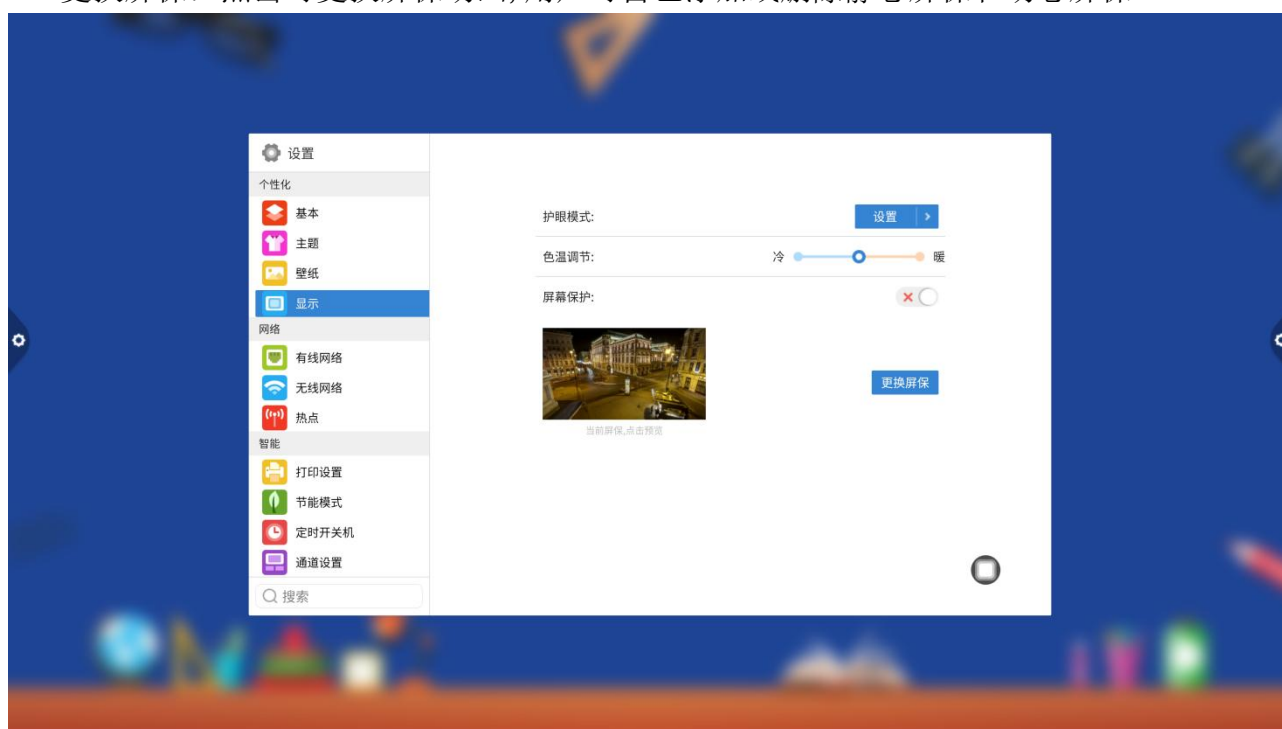 设置
个性化
基本
主题
壁纸
显示
网络
有线网络
无线网络
热点
智能
打印设置
节能模式
定时开关机
通道设置
搜索
护眼模式:
设置
色温调节:
冷 暖
屏幕保护:
更换屏保
当前屏保,点击预览